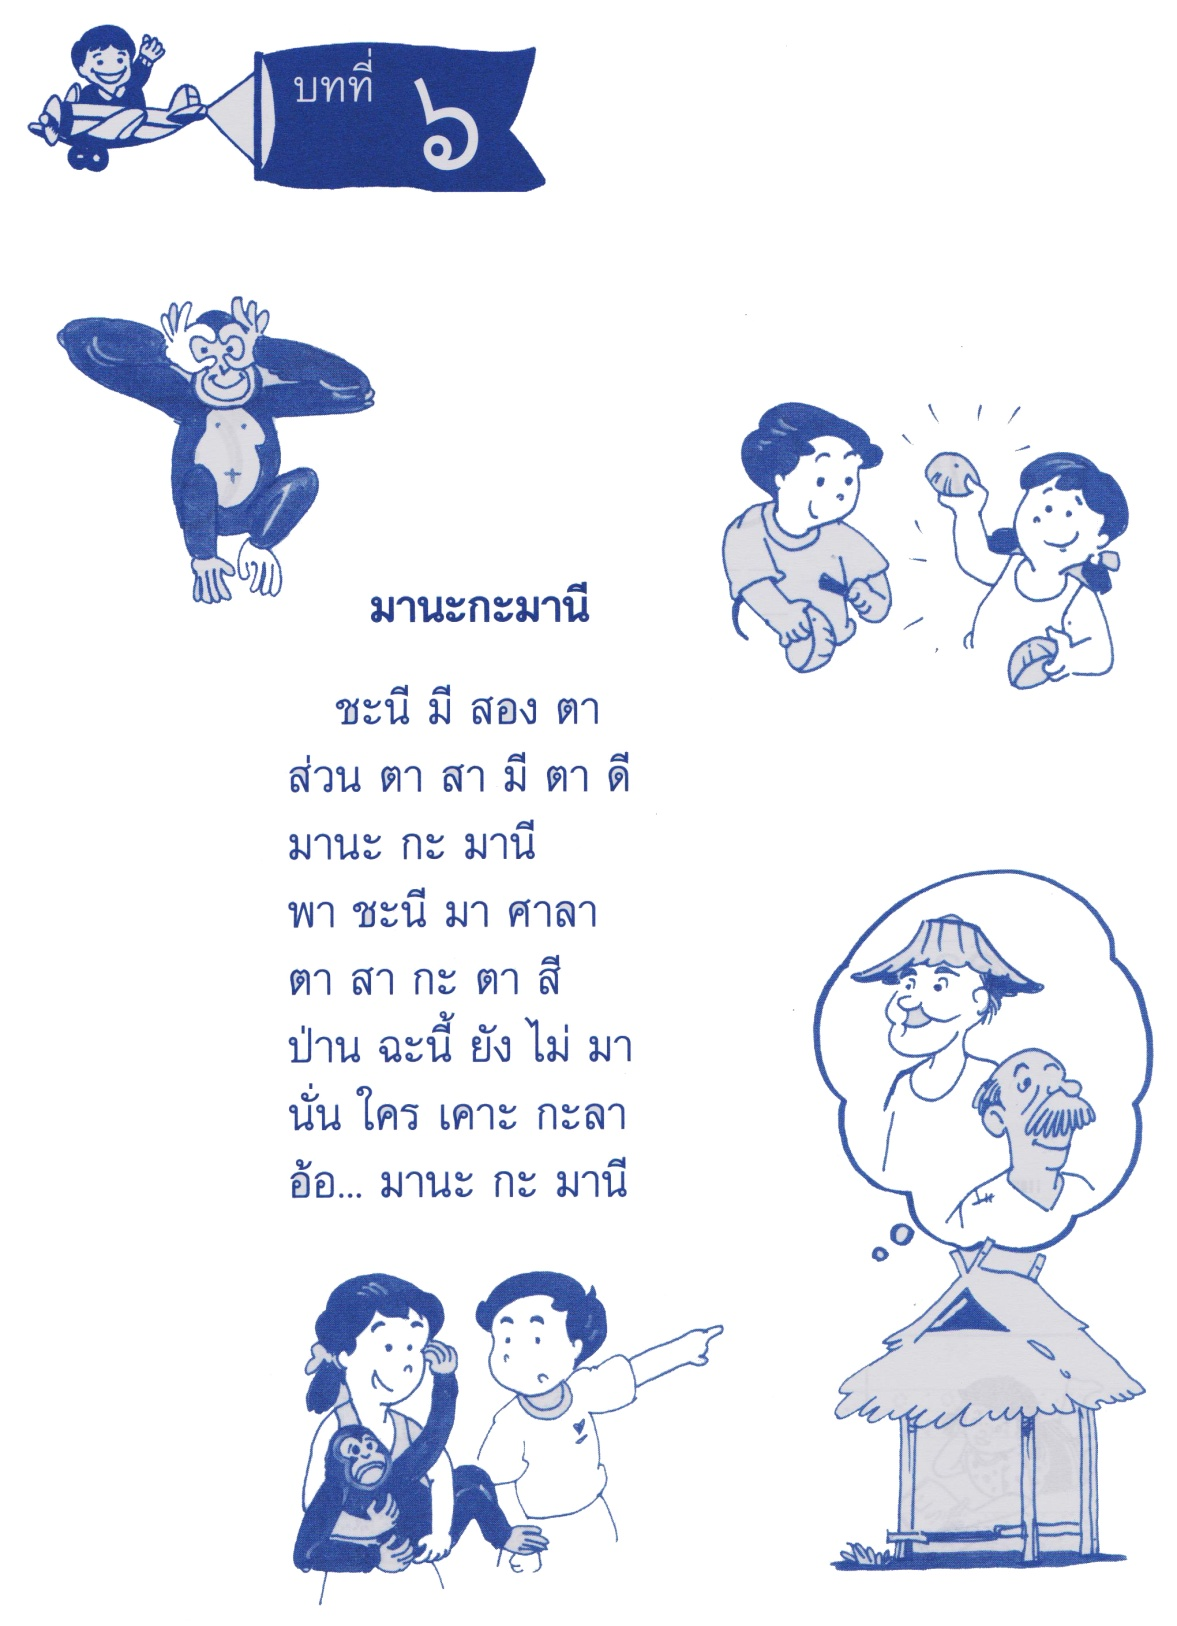 บทที่ ๖
มานะกะมานี
ชะนี มี สอง ตา
ส่วน ตา สา มี ตา ดี
มานะ กะ มานี
พา ชะนี มา ศาลา
ตา สา กะ ตา สี
ป่าน ฉะนี้ ยัง ไม่ มา
นั่น ใคร เคาะ กะลา
อ้อ... มานะ กะ มานี